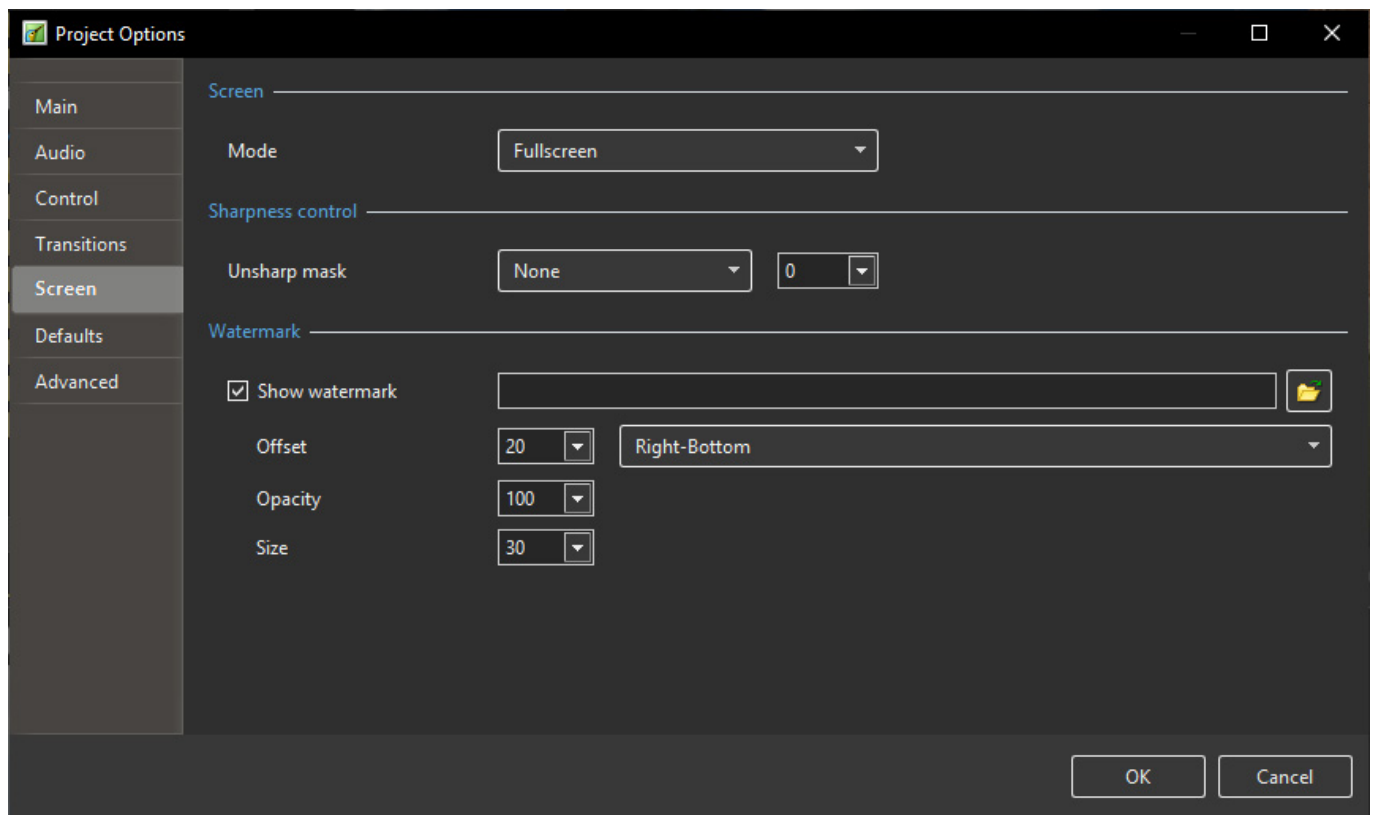 Project Options
Main
Audio
Control
Transitions
Screen
Defaults
Advanced
Screen
Mode Fullscreen
Sharpness control
Unsharp mask None 0
Watermark
Show watermark
Offset 20 Right-Bottom
Opacity 100
Size 30
OK Cancel